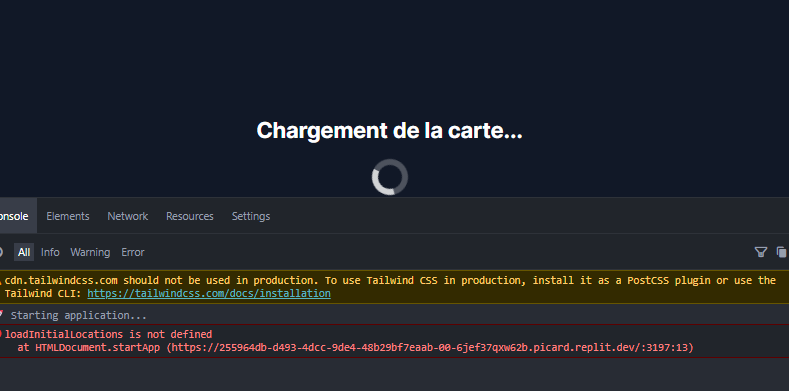 Chargement de la carte...
onsole Elements Network Resources Settings
All Info Warning Error
cdn.tailwindcss.com should not be used in production. To use Tailwind CSS in production, install it as a PostCSS plugin or use the
Tailwind CLI: https://tailwindcss.com/docs/installation
Starting application...
loadInitialLocations is not defined
at HTMLDocument.startApp (https://255964db-d493-4dcc-9de4-48b29bf7eaab-00-6jef37qxw62b.picard.replit.dev/:3197:13)